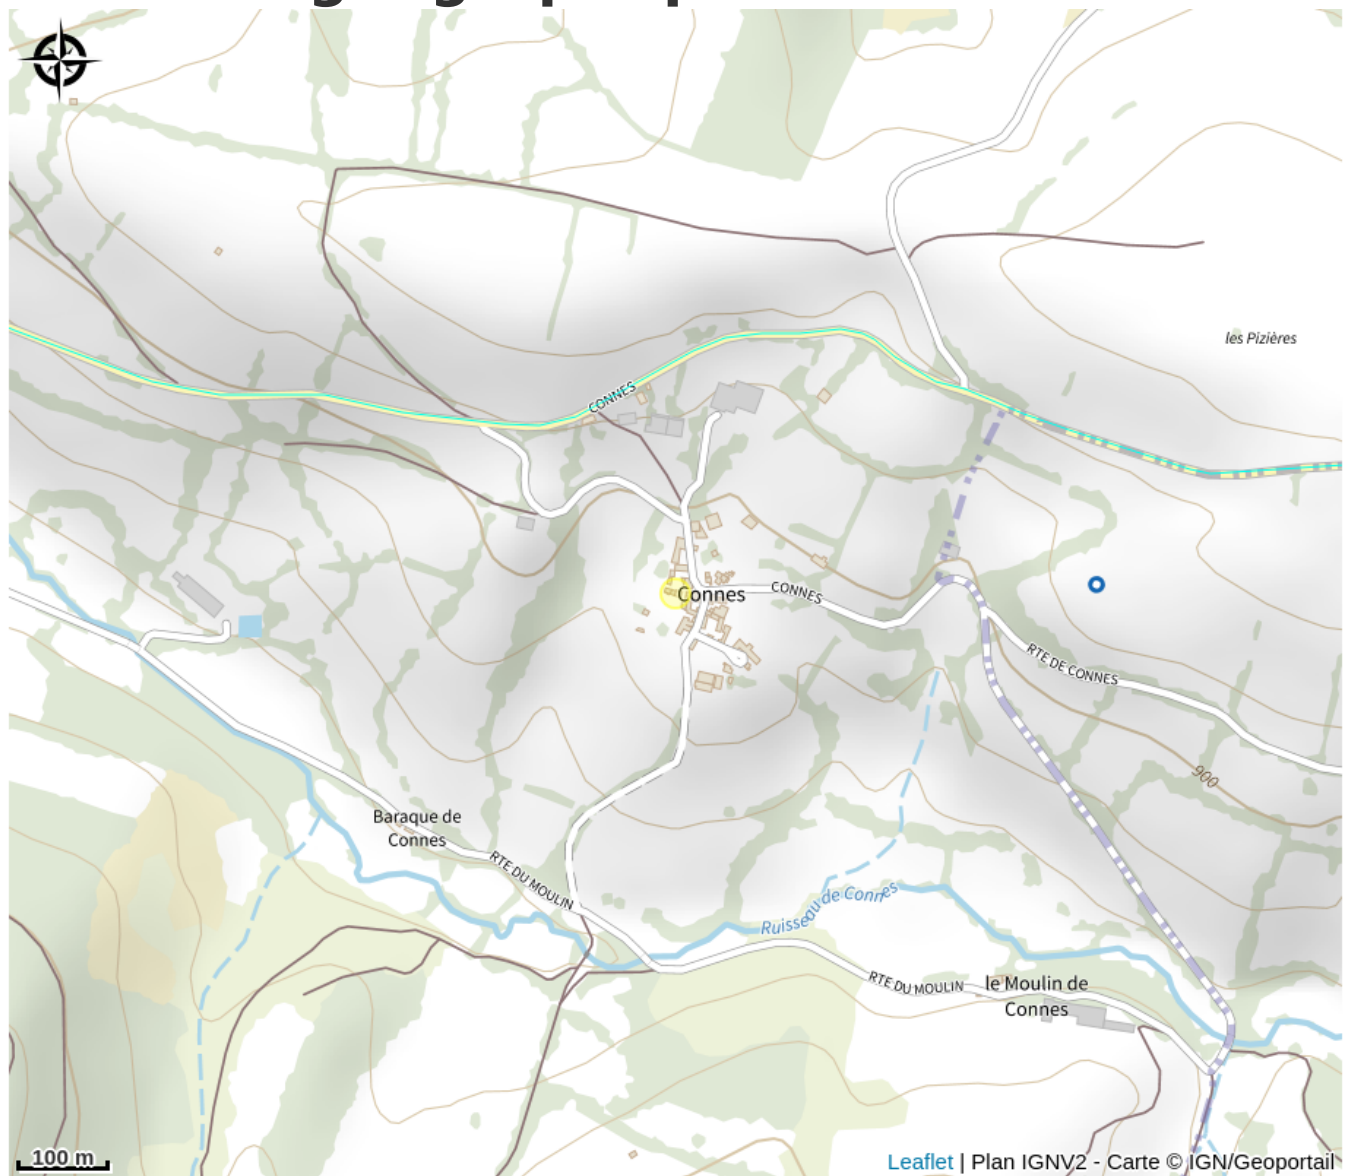 les Pizières
CONNES
Connes
CONNES
RTE DE CONNES
900
Baraque de
Connes
RTE DU MOULIN
Ruisseau de Connes
RTE DU MOULIN
le Moulin de
Connes
100 m
Leaflet | Plan IGNV2 - Carte © IGN/Geoportail